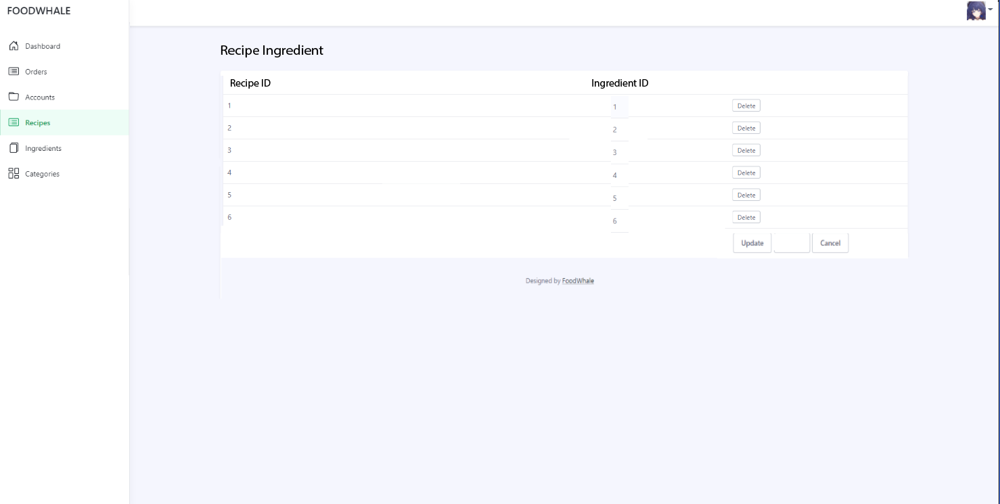 FOODWHALE
Dashboard
Orders
Accounts
Recipes
Ingredients
Categories
Recipe Ingredient
Recipe ID Ingredient ID
1 1 Delete
2 2 Delete
3 3 Delete
4 4 Delete
5 5 Delete
6 6 Delete
Update Cancel
Designed by FoodWhale